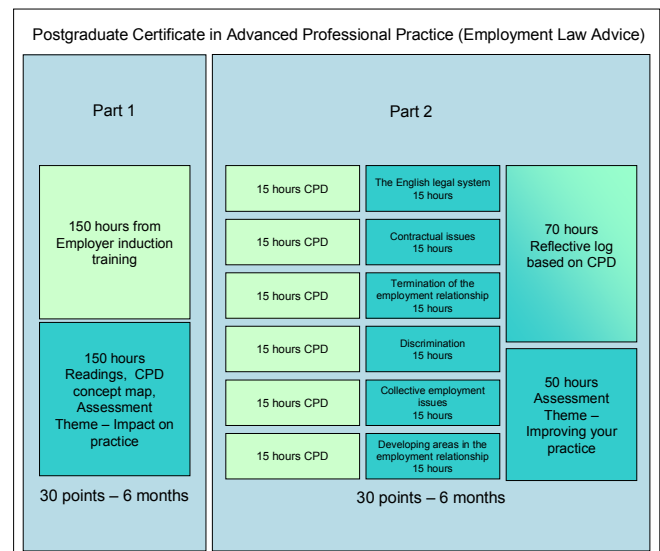 Postgraduate Certificate in Advanced Professional Practice (Employment Law Advice)
Part 1
150 hours from
Employer induction
training
150 hours
Readings, CPD
concept map,
Assessment
Theme – Impact on
practice
30 points – 6 months
Part 2
15 hours CPD
The English legal system
15 hours
15 hours CPD
Contractual issues
15 hours
15 hours CPD
Termination of the
employment relationship
15 hours
15 hours CPD
Discrimination
15 hours
15 hours CPD
Collective employment
issues
15 hours
15 hours CPD
Developing areas in the
employment relationship
15 hours
70 hours
Reflective log
based on CPD
50 hours
Assessment
Theme –
Improving your
practice
30 points – 6 months